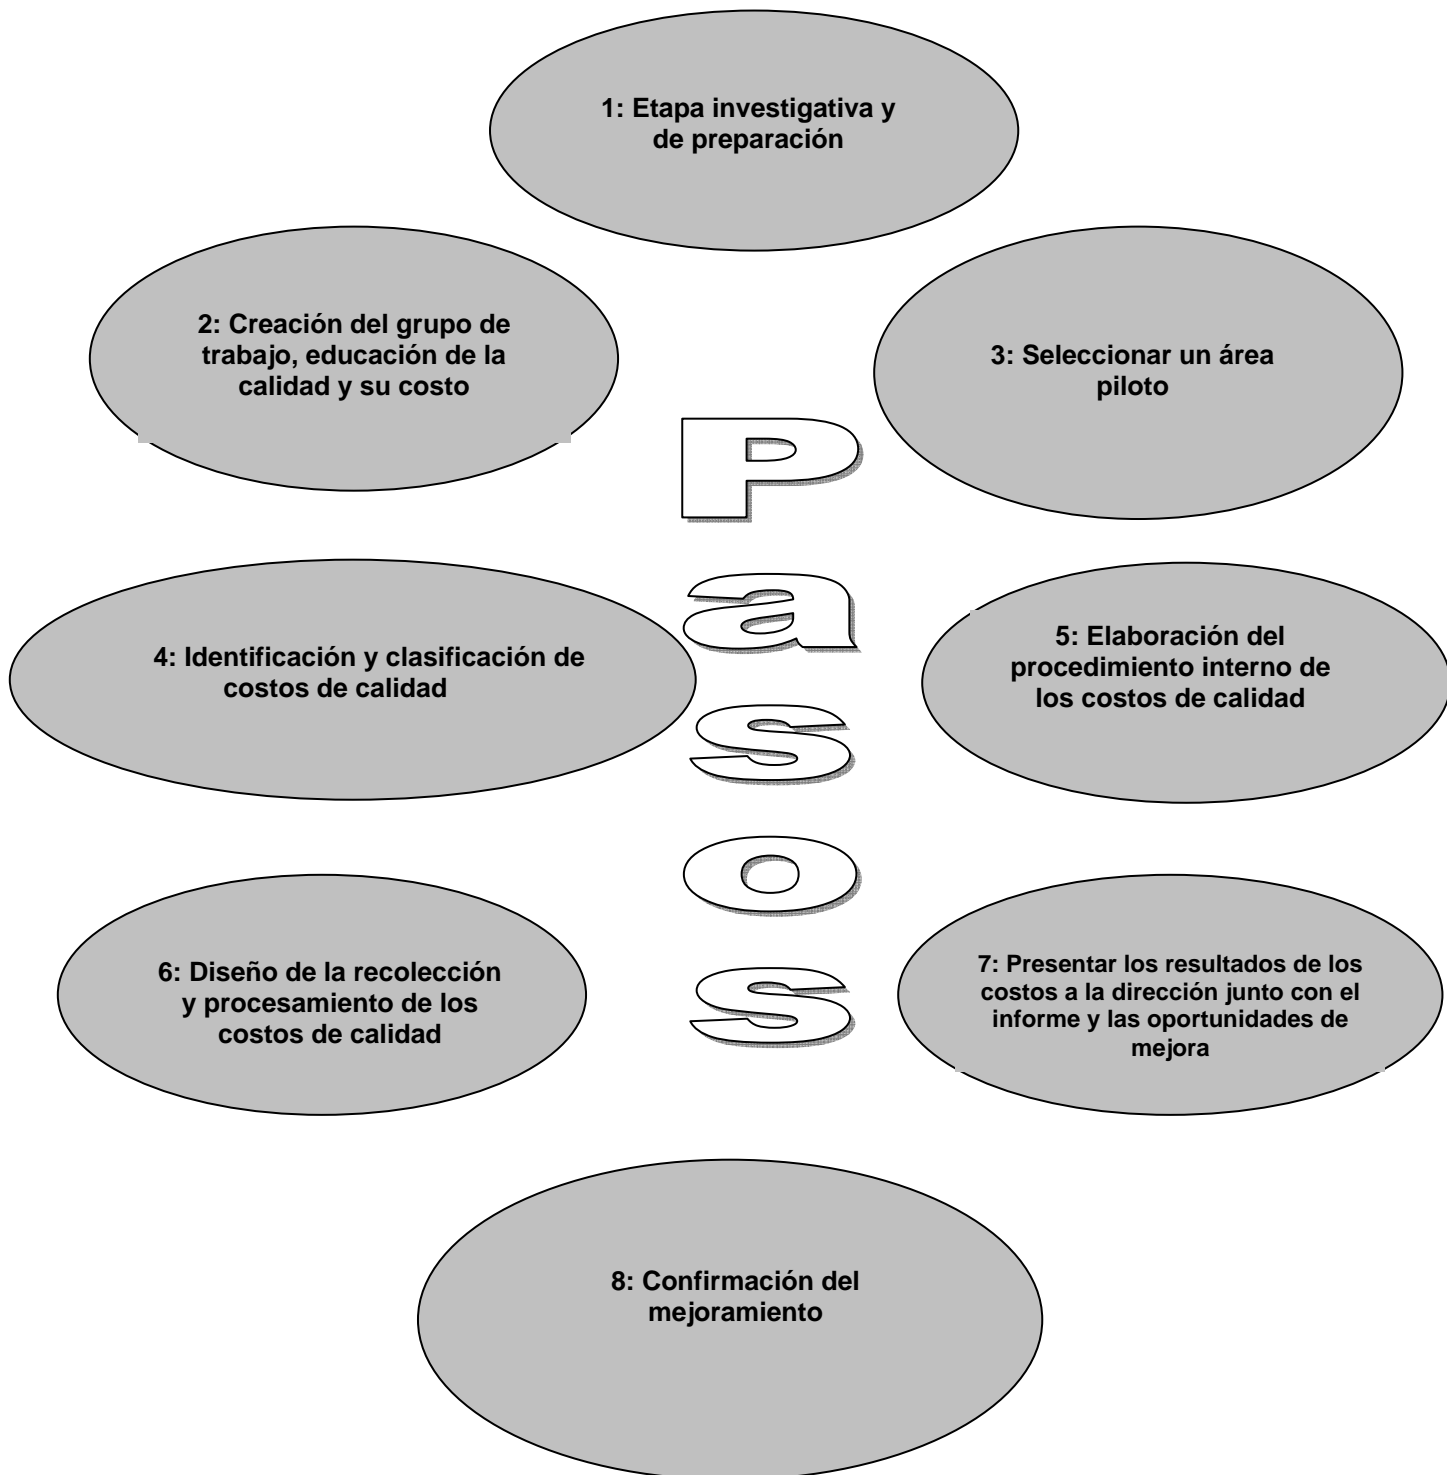 1: Etapa investigativa y
de preparación
2: Creación del grupo de
trabajo, educación de la
calidad y su costo
3: Seleccionar un área
piloto
Pasos
4: Identificación y clasificación de
costos de calidad
5: Elaboración del
procedimiento interno de
los costos de calidad
6: Diseño de la recolección
y procesamiento de los
costos de calidad
7: Presentar los resultados de los
costos a la dirección junto con el
informe y las oportunidades de
mejora
8: Confirmación del
mejoramiento